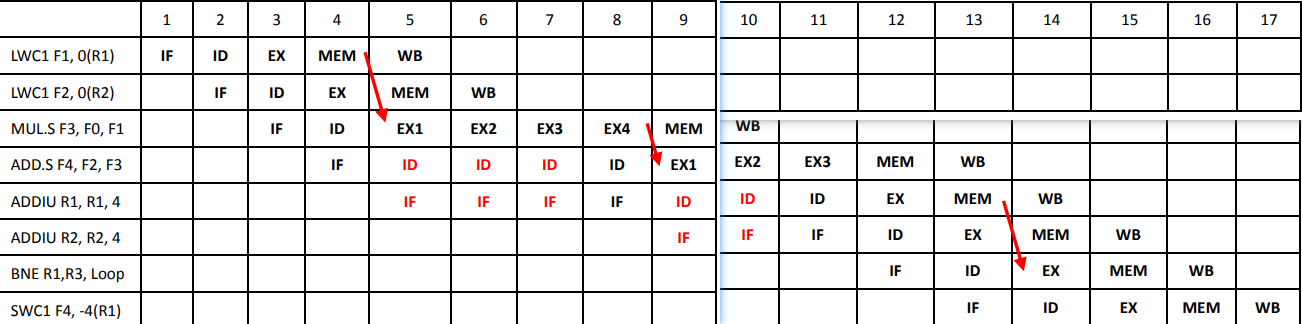 1 2 3 4 5 6 7 8 9 10 11 12 13 14 15 16 17
LWC1 F1, 0(R1) IF ID EX MEM WB
LWC1 F2, 0(R2) IF ID EX MEM WB
MUL.S F3, F0, F1 IF ID EX1 EX2 EX3 EX4 MEM WB
ADD.S F4, F2, F3 IF ID ID ID ID EX1 EX2 EX3 MEM WB
ADDIU R1, R1, 4 IF IF IF IF ID ID ID EX MEM WB
ADDIU R2, R2, 4 IF IF IF ID EX MEM WB
BNE R1,R3, Loop IF ID EX MEM WB
SWC1 F4, -4(R1) IF ID EX MEM WB